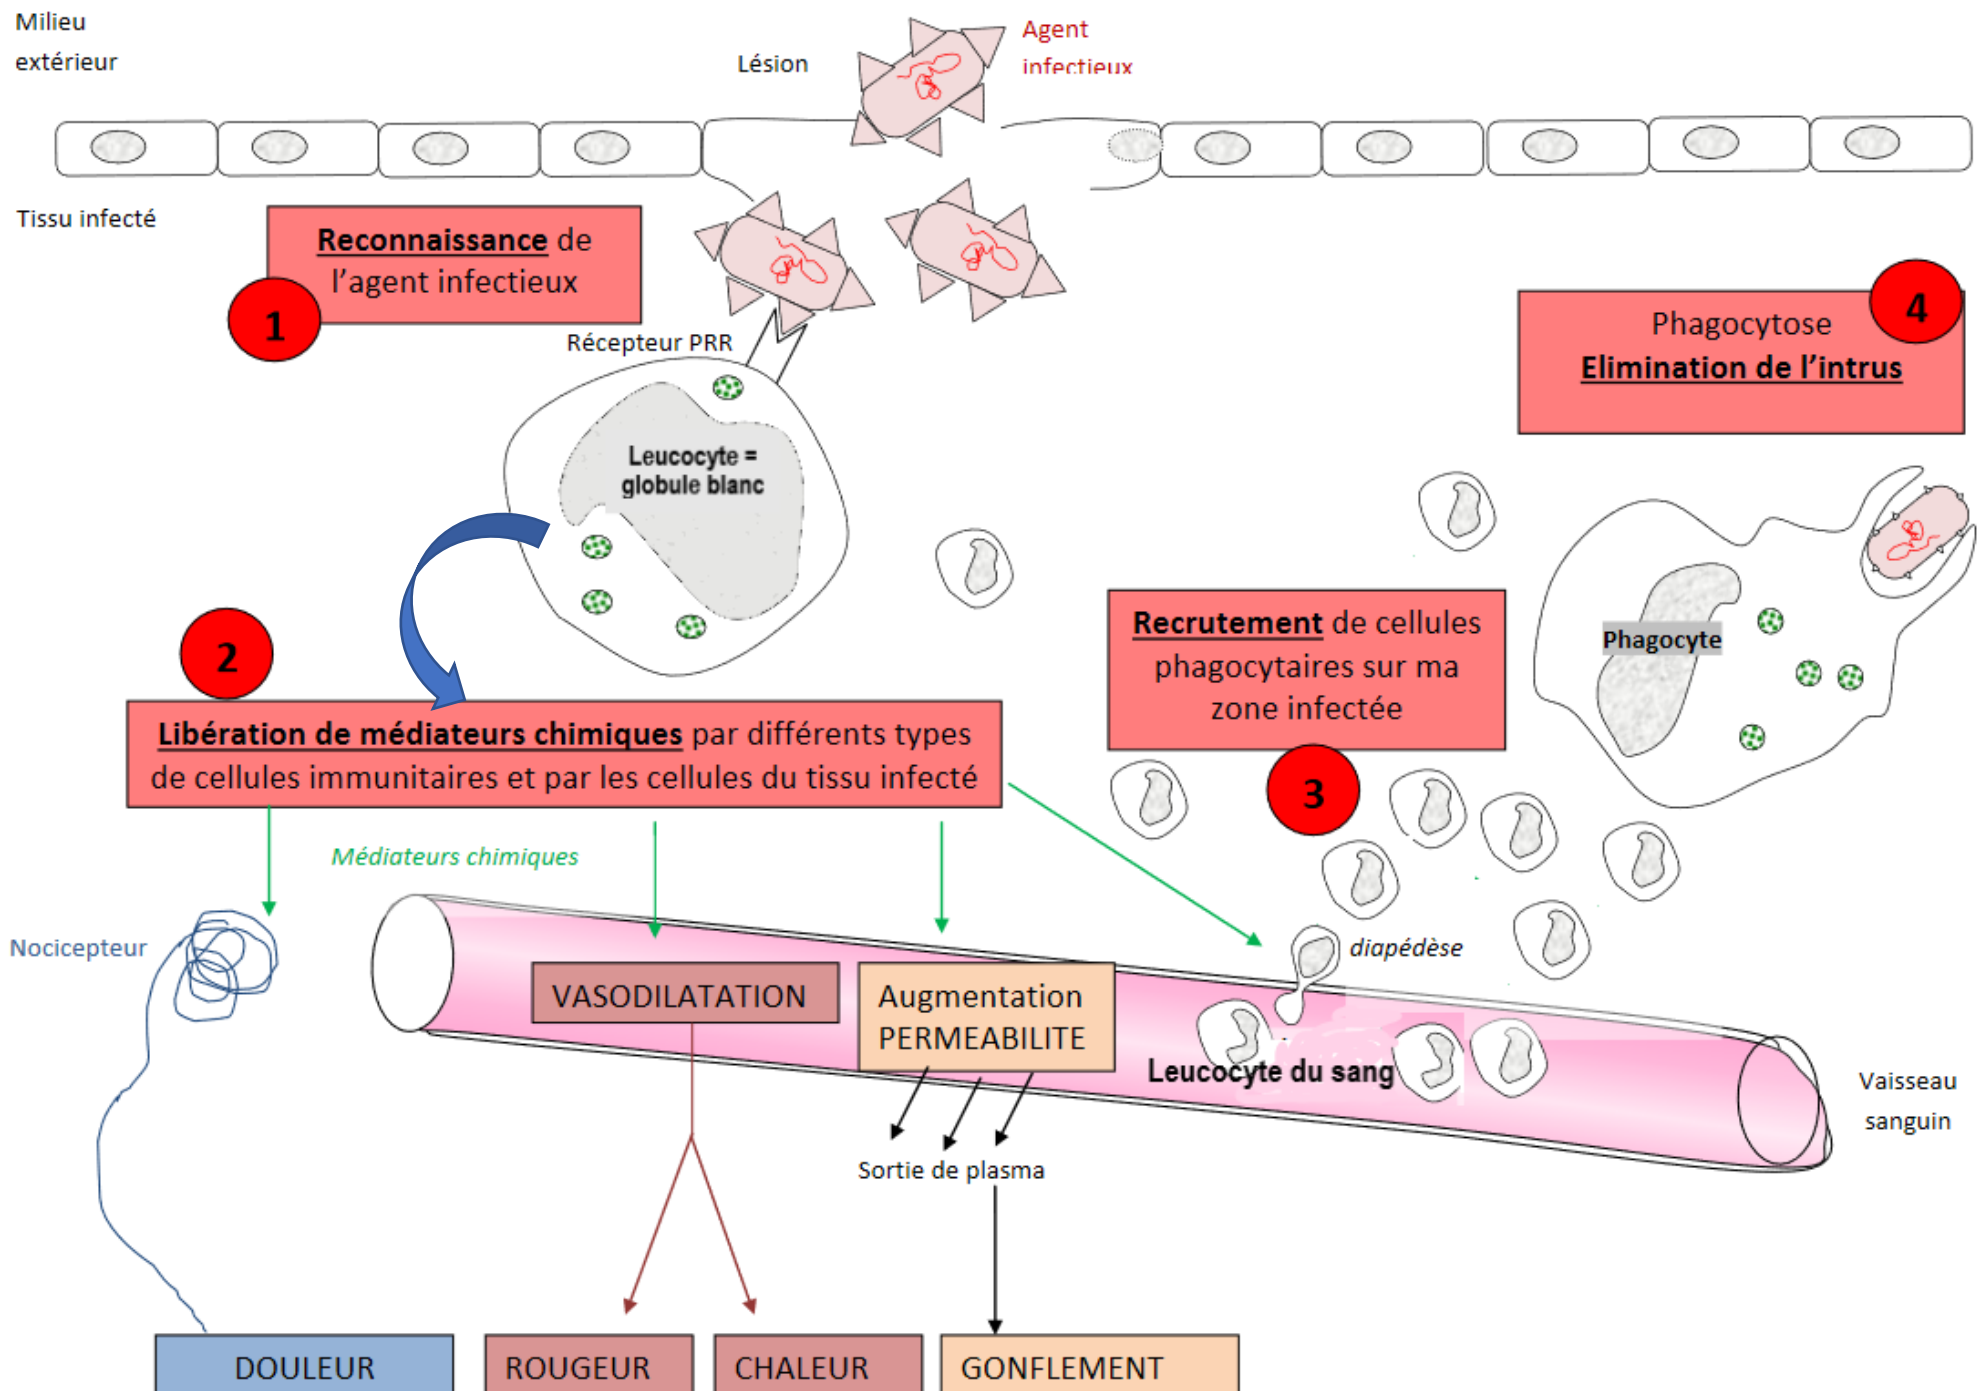 Milieu
extérieur
Lésion
Agent
infectieux
Tissu infecté
Reconnaissance de
l'agent infectieux
1
Récepteur PRR
4
Phagocytose
Elimination de l'intrus
Leucocyte =
globule blanc
Phagocyte
2
Libération de médiateurs chimiques par différents types
de cellules immunitaires et par les cellules du tissu infecté
Recrutement de cellules
phagocytaires sur ma
zone infectée
3
Médiateurs chimiques
Nocicepteur
diapédèse
VASODILATATION
Augmentation
PERMEABILITE
Leucocyte du sang
Vaisseau
sanguin
Sortie de plasma
DOULEUR
ROUGEUR
CHALEUR
GONFLEMENT